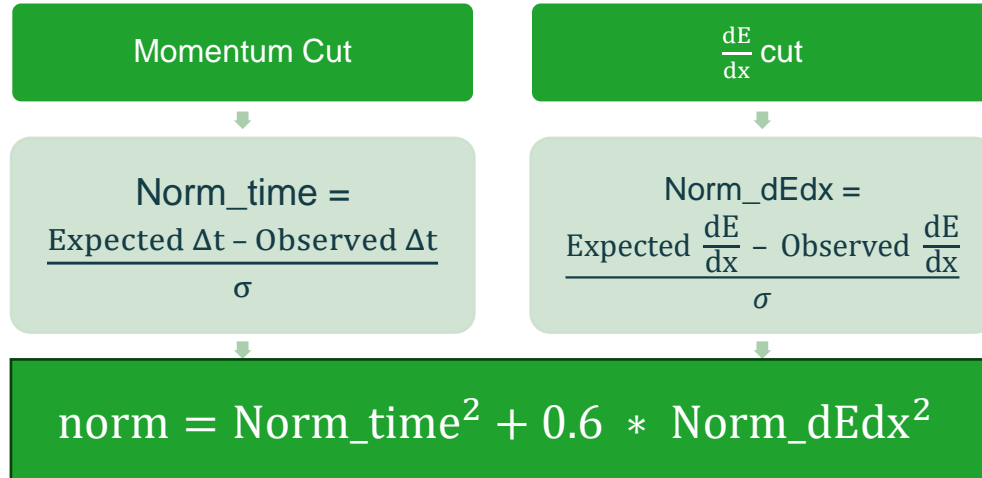 Momentum Cut
dE/dx cut
Norm_time =
Expected Δt – Observed Δt
σ
Norm_dEdx =
Expected dE/dx – Observed dE/dx
σ
norm = Norm_time² + 0.6 * Norm_dEdx²